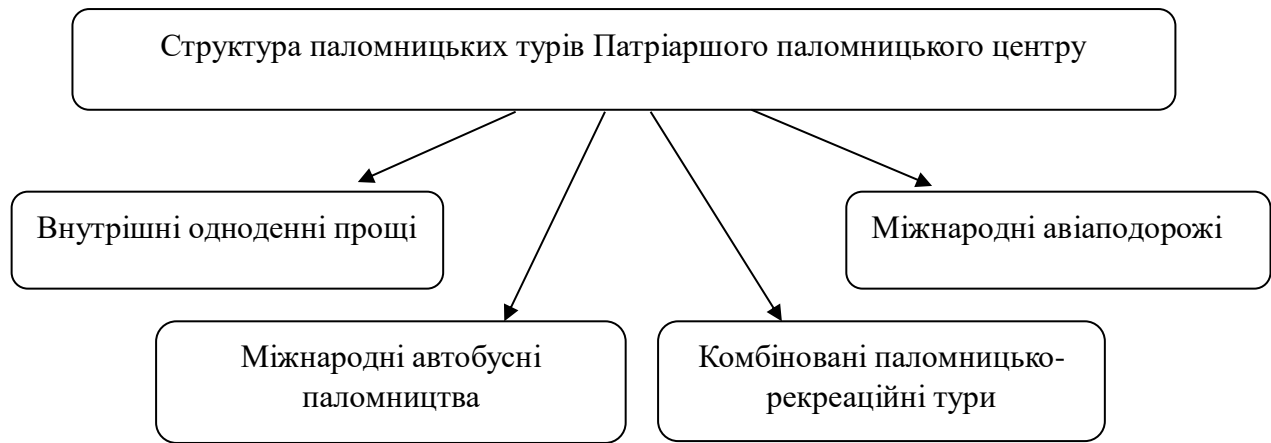 Структура паломницьких турів Патріаршого паломницького центру
Внутрішні одноденні прощі
Міжнародні авіаподорожі
Міжнародні автобусні
паломництва
Комбіновані паломницько-
рекреаційні тури